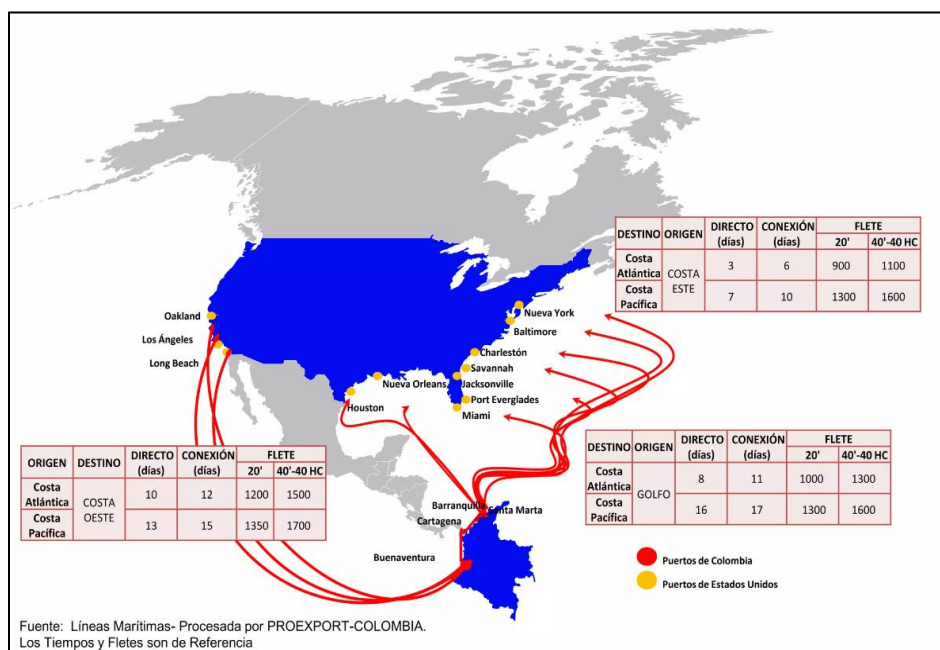 DESTINO ORIGEN DIRECTO (días) CONEXIÓN (días) FLETE
20' 40'-40 HC
Costa Atlántica COSTA ESTE 3 6 900 1100
Costa Pacífica 7 10 1300 1600
Oakland
Los Ángeles
Long Beach
Nueva York
Baltimore
Charlestón
Savannah
Jacksonville
Nueva Orleans
Port Everglades
Houston
Miami
ORIGEN DESTINO DIRECTO (días) CONEXIÓN (días) FLETE
20' 40'-40 HC
Costa Atlántica COSTA OESTE 10 12 1200 1500
Costa Pacífica 13 15 1350 1700
DESTINO ORIGEN DIRECTO (días) CONEXIÓN (días) FLETE
20' 40'-40 HC
Costa Atlántica GOLFO 8 11 1000 1300
Costa Pacífica 16 17 1300 1600
Barranquilla
Santa Marta
Cartagena
Buenaventura
Puertos de Colombia
Puertos de Estados Unidos
Fuente: Líneas Marítimas- Procesada por PROEXPORT-COLOMBIA.
Los Tiempos y Fletes son de Referencia